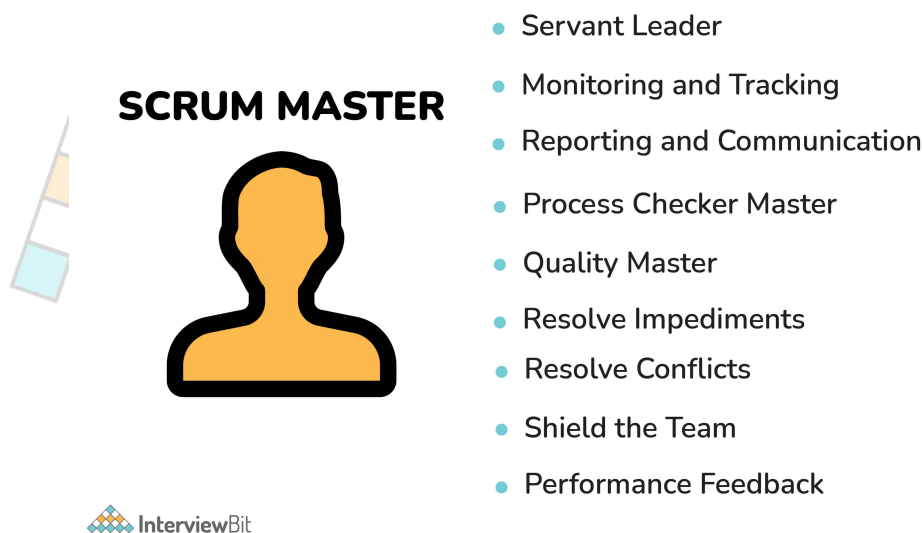 SCRUM MASTER
Servant Leader
Monitoring and Tracking
Reporting and Communication
Process Checker Master
Quality Master
Resolve Impediments
Resolve Conflicts
Shield the Team
Performance Feedback
InterviewBit